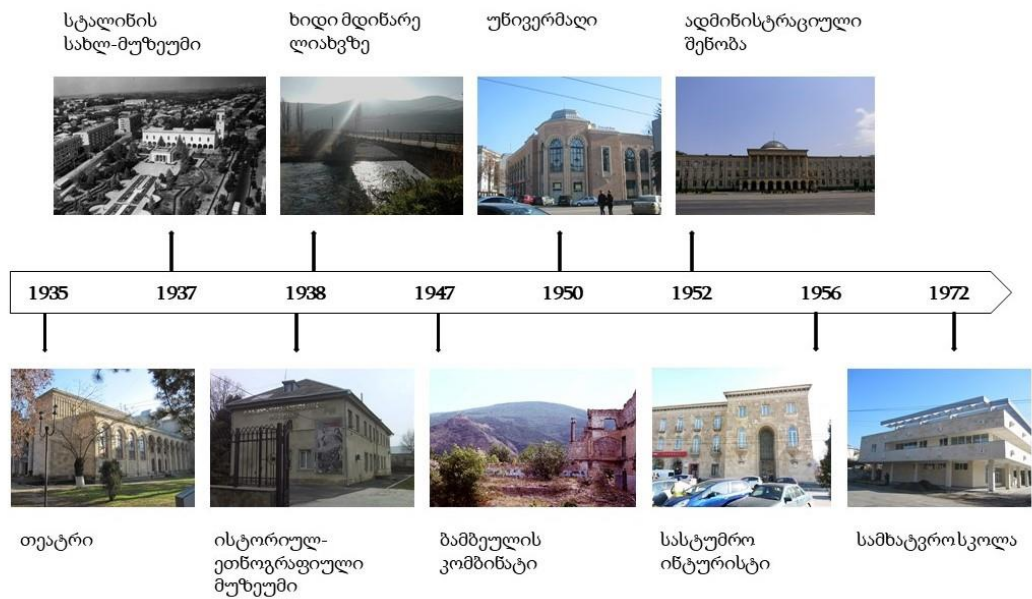 სტალინის
სახლ-მუზეუმი
ხიდი მდინარე
ლიახვზე
უნივერმაღი
ადმინისტრაციული
შენობა
1935 1937 1938 1947 1950 1952 1956 1972
თეატრი
ისტორიულ-
ეთნოგრაფიული
მუზეუმი
ბამბეულის
კომბინატი
სასტუმრო
ინტურისტი
სამხატვრო სკოლა